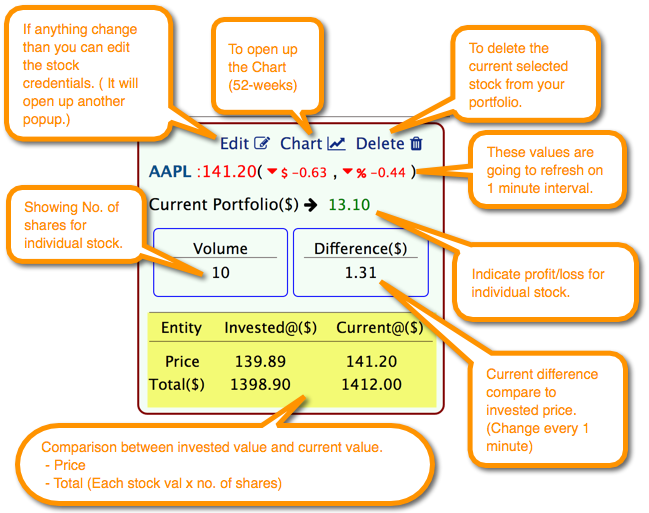 If anything change
than you can edit
the stock
credentials. ( It will
open up another
popup.)
To open up
the Chart
(52-weeks)
To delete the
current selected
stock from your
portfolio.
Edit Chart Delete
AAPL :141.20( $ -0.63 , % -0.44 )
These values are
going to refresh on
1 minute interval.
Current Portfolio($) → 13.10
Showing No. of
shares for
individual stock.
Volume Difference($)
10 1.31
Indicate profit/loss for
individual stock.
Entity Invested@($) Current@($)
Price 139.89 141.20
Total($) 1398.90 1412.00
Current difference
compare to
invested price.
(Change every 1
minute)
Comparison between invested value and current value.
- Price
- Total (Each stock val x no. of shares)